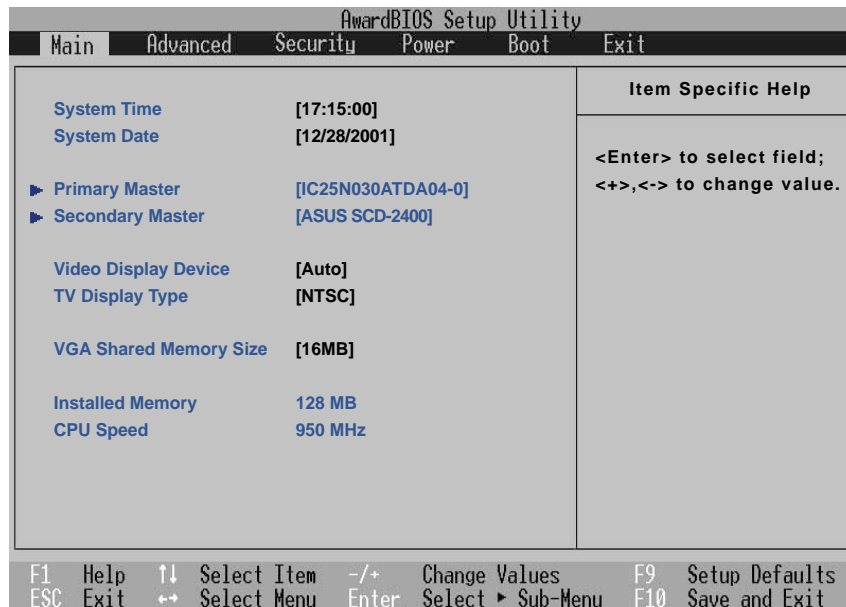 AwardBIOS Setup Utility
Main Advanced Security Power Boot Exit
Item Specific Help
System Time [17:15:00]
System Date [12/28/2001]
<Enter> to select field;
<+>,<-> to change value.
Primary Master [IC25N030ATDA04-0]
Secondary Master [ASUS SCD-2400]
Video Display Device [Auto]
TV Display Type [NTSC]
VGA Shared Memory Size [16MB]
Installed Memory 128 MB
CPU Speed 950 MHz
F1 Help ↑↓ Select Item -/+ Change Values F9 Setup Defaults
ESC Exit ←→ Select Menu Enter Select ► Sub-Menu F10 Save and Exit